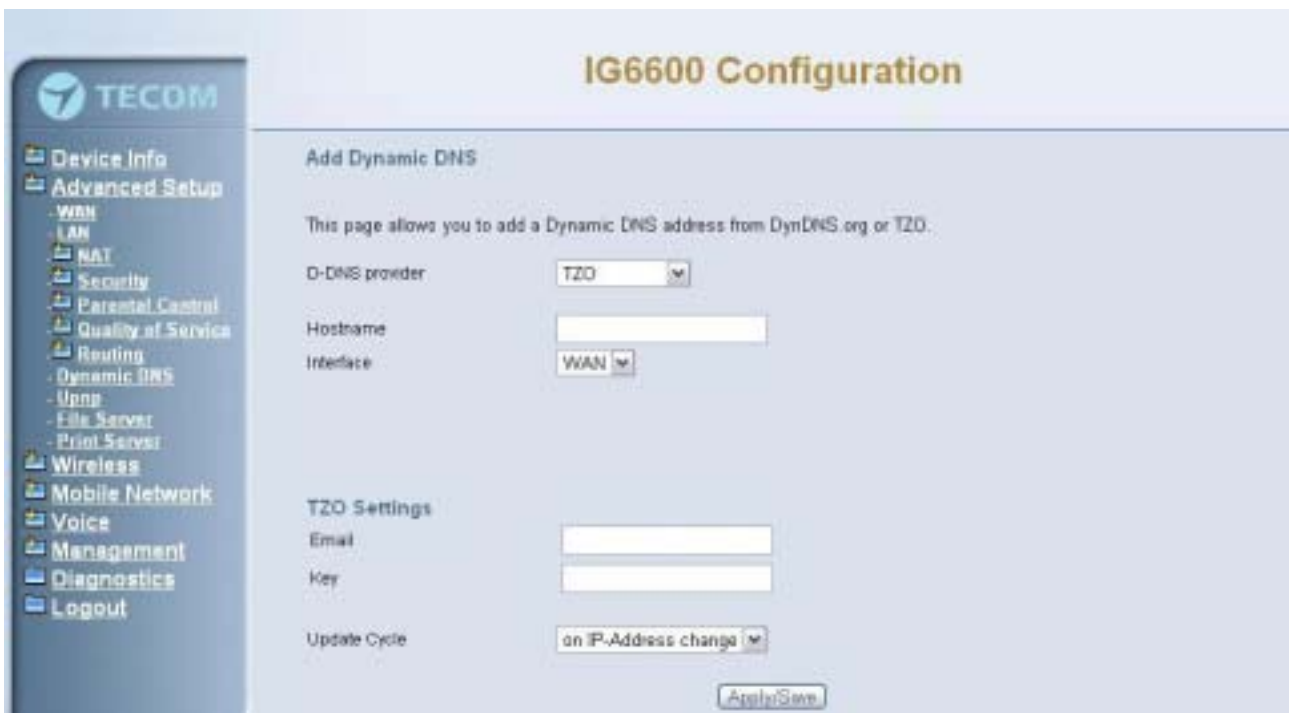 TECOM
IG6600 Configuration
Device Info
Advanced Setup
- WAN
- LAN
NAT
Security
Parental Control
Quality of Service
Routing
- Dynamic DNS
- Upnp
- File Server
- Print Server
Wireless
Mobile Network
Voice
Management
Diagnostics
Logout
Add Dynamic DNS
This page allows you to add a Dynamic DNS address from DynDNS.org or TZO.
D-DNS provider TZO
Hostname
Interface WAN
TZO Settings
Email
Key
Update Cycle on IP-Address change
Apply/Save